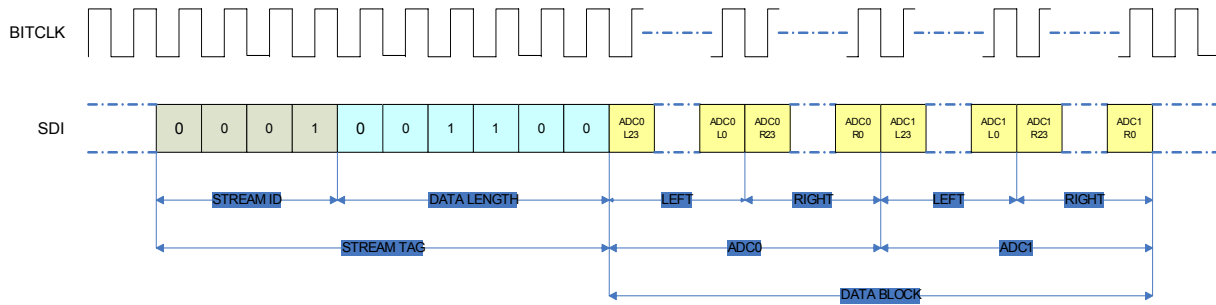 BITCLK
SDI
0 0 0 1 0 0 1 1 0 0
ADC0 L23
ADC0 L0
ADC0 R23
ADC0 R0
ADC1 L23
ADC1 L0
ADC1 R23
ADC1 R0
STREAM ID DATA LENGTH LEFT RIGHT LEFT RIGHT
STREAM TAG ADC0 ADC1
DATA BLOCK